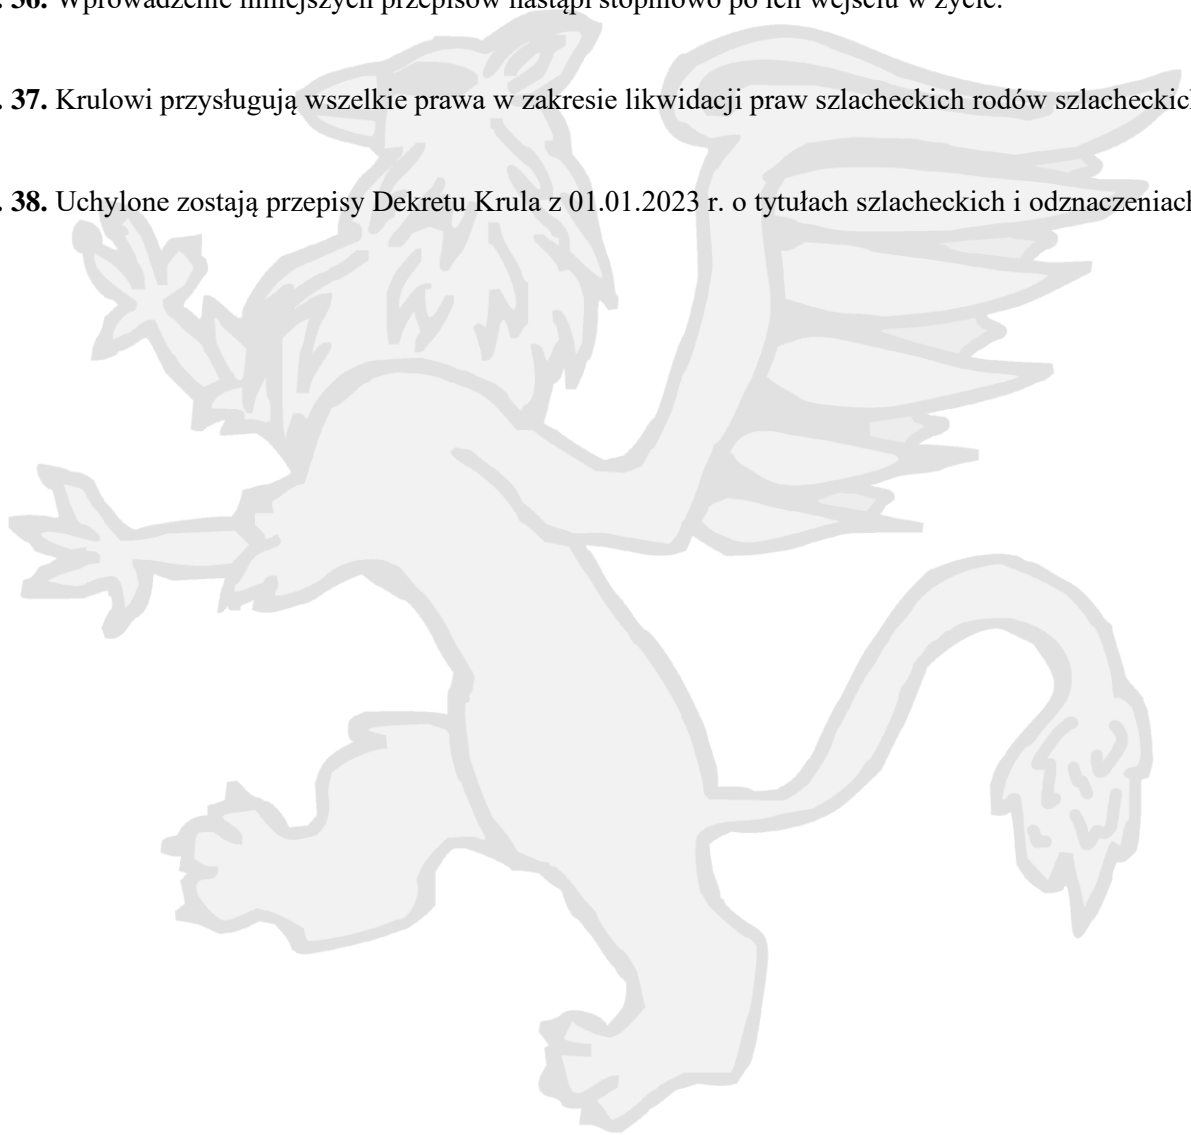 . 36. Wprowadzenie niniejszych przepisów nastąpi stopniowo po ich wejściu w życie.
. 37. Krulowi przysługują wszelkie prawa w zakresie likwidacji praw szlacheckich rodów
. 38. Uchylone zostają przepisy Dekretu Krula z 01.01.2023 r. o tytułach szlacheckich i